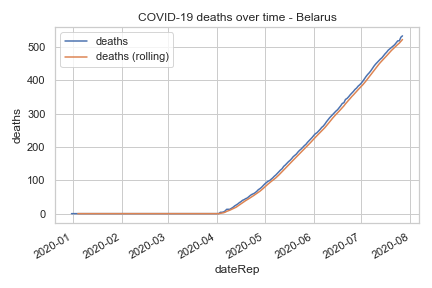 COVID-19 deaths over time - Belarus
deaths
deaths (rolling)
500
400
300
200
100
0
deaths
2020-01
2020-02
2020-03
2020-04
2020-05
2020-06
2020-07
2020-08
dateRep